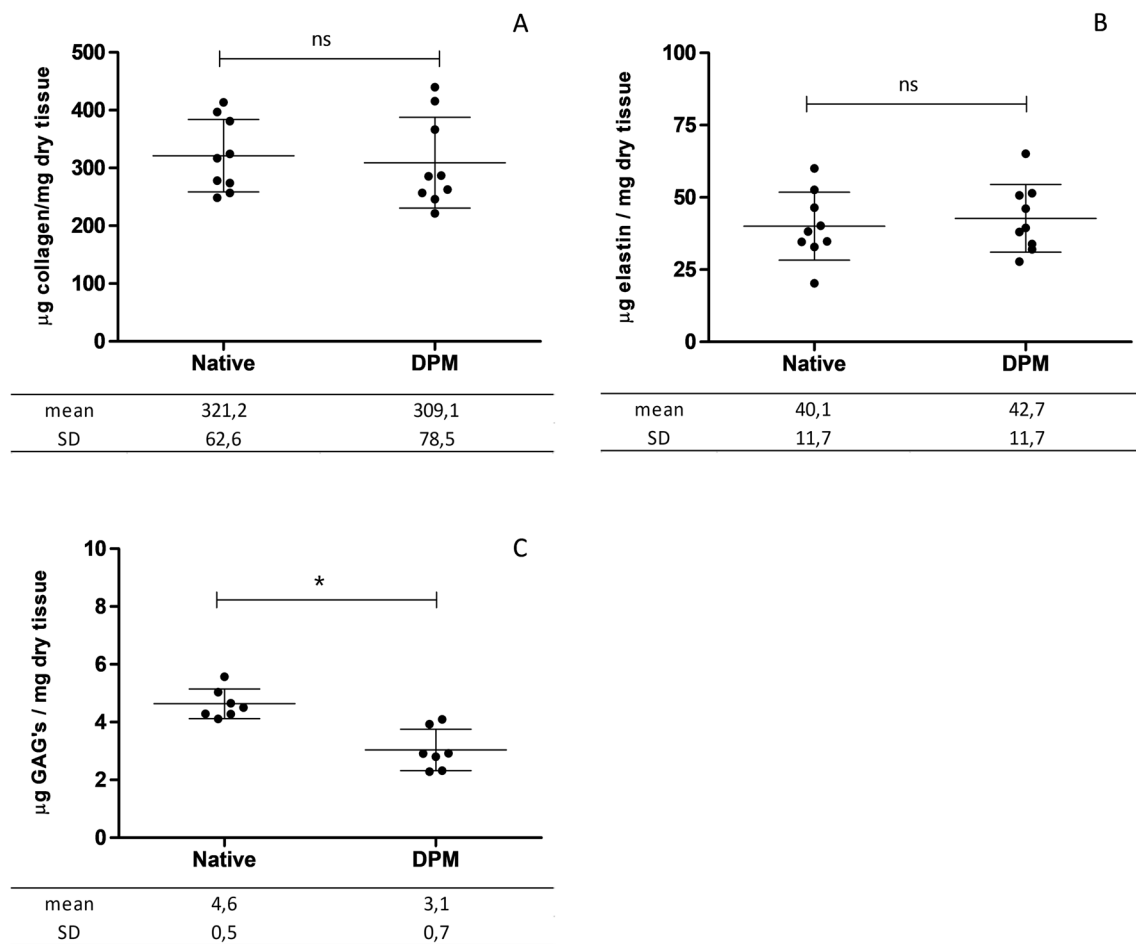 A
ns
500
400
300
200
100
0
µg collagen/mg dry tissue
Native DPM
mean 321,2 309,1
SD 62,6 78,5
B
ns
100
75
50
25
0
µg elastin / mg dry tissue
Native DPM
mean 40,1 42,7
SD 11,7 11,7
C
*
10
8
6
4
2
0
µg GAG's / mg dry tissue
Native DPM
mean 4,6 3,1
SD 0,5 0,7